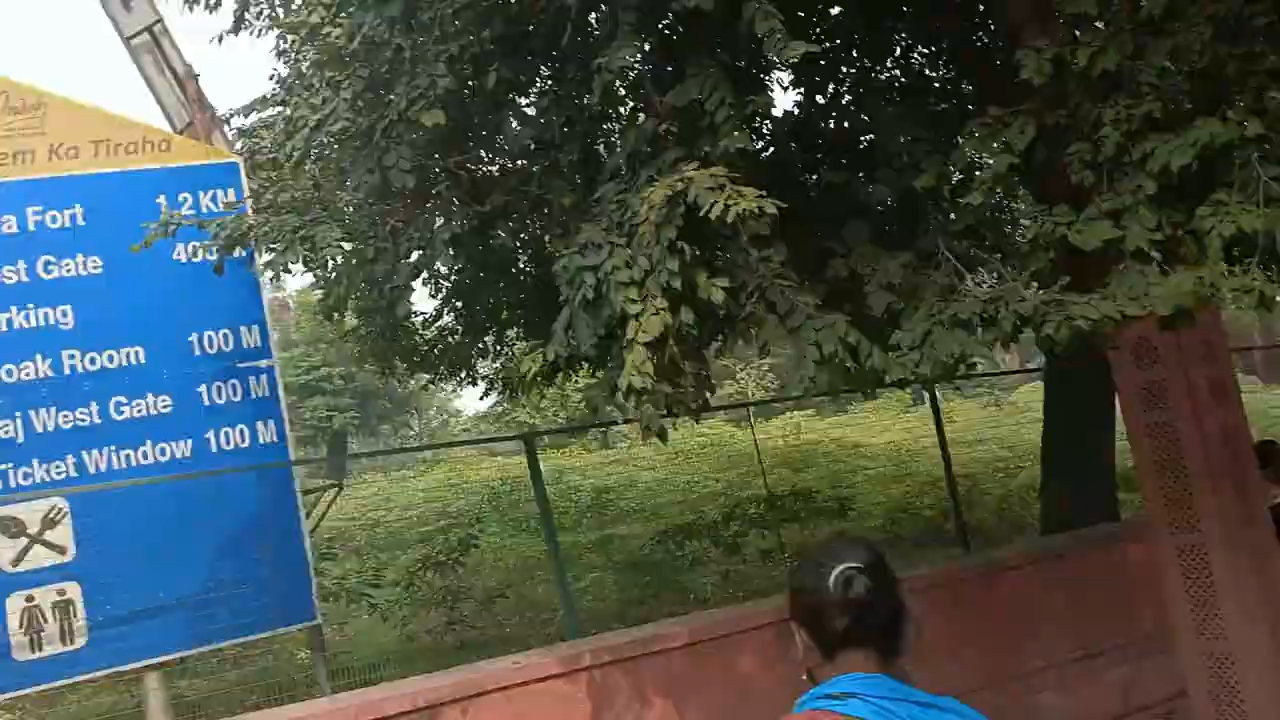 em Ka Tiraha
a Fort 1.2 KM
st Gate 400 M
rking
oak Room 100 M
aj West Gate 100 M
Ticket Window 100 M